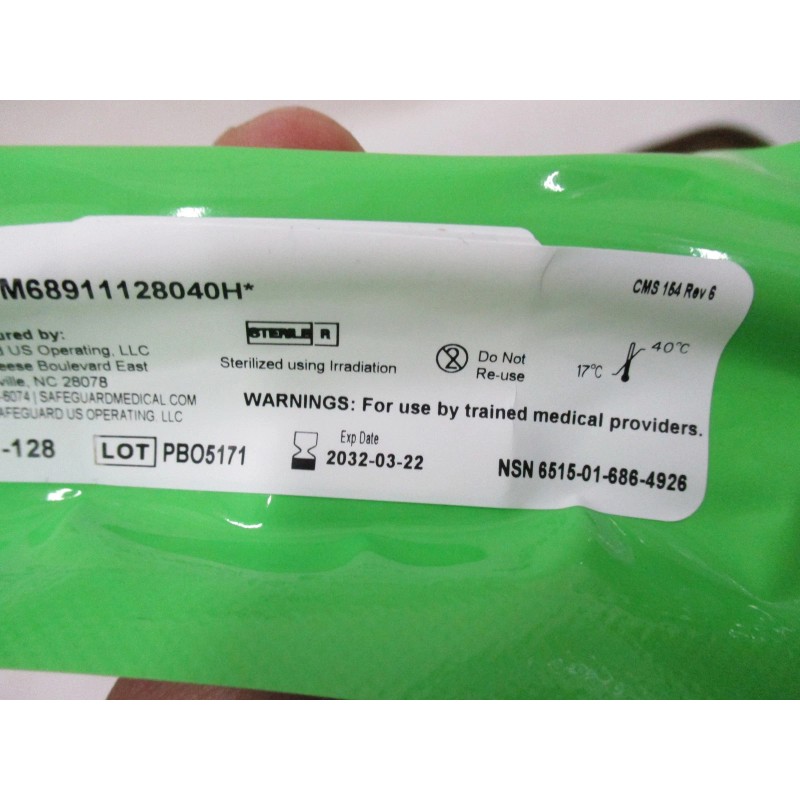 M68911128040H*
CMS 164 Rev 6
ured by:
US Operating, LLC
eese Boulevard East
ville, NC 28078
-6074 | SAFEGUARDMEDICAL.COM
AFEGUARD US OPERATING, LLC
STERILE R
Sterilized using Irradiation
2 Do Not
Re-use
17°C 40°C
WARNINGS: For use by trained medical providers.
-128
LOT PBO5171
Exp Date
2032-03-22
NSN 6515-01-686-4926